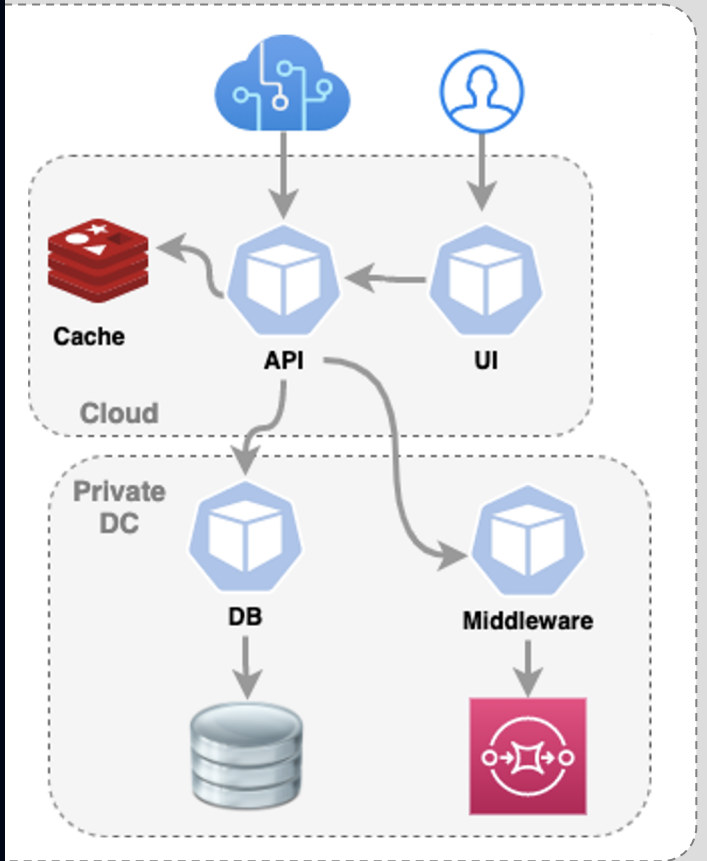 Cache
API
UI
Cloud
Private
DC
DB
Middleware